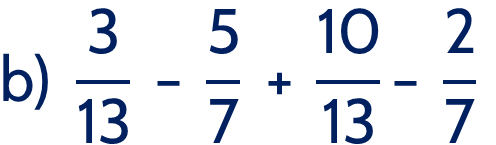 b) 3/13 − 5/7 + 10/13 − 2/7